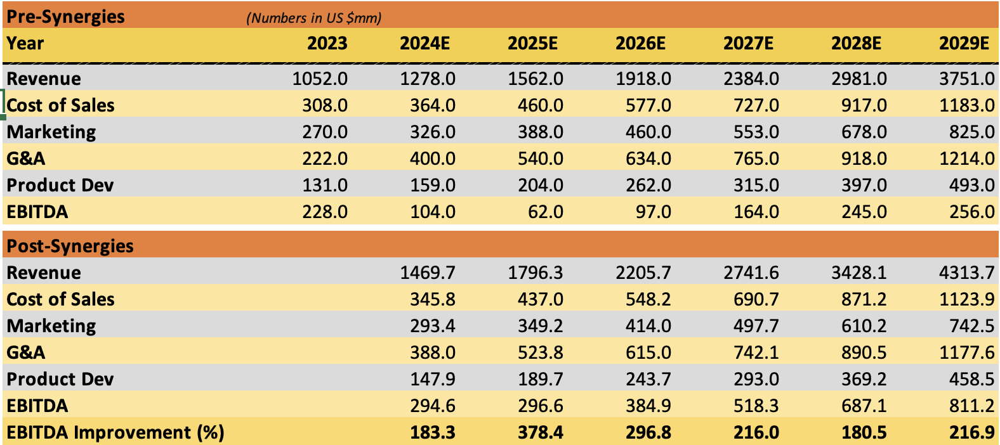 Pre-Synergies (Numbers in US $mm)
Year 2023 2024E 2025E 2026E 2027E 2028E 2029E
Revenue 1052.0 1278.0 1562.0 1918.0 2384.0 2981.0 3751.0
Cost of Sales 308.0 364.0 460.0 577.0 727.0 917.0 1183.0
Marketing 270.0 326.0 388.0 460.0 553.0 678.0 825.0
G&A 222.0 400.0 540.0 634.0 765.0 918.0 1214.0
Product Dev 131.0 159.0 204.0 262.0 315.0 397.0 493.0
EBITDA 228.0 104.0 62.0 97.0 164.0 245.0 256.0
Post-Synergies
Revenue 1469.7 1796.3 2205.7 2741.6 3428.1 4313.7
Cost of Sales 345.8 437.0 548.2 690.7 871.2 1123.9
Marketing 293.4 349.2 414.0 497.7 610.2 742.5
G&A 388.0 523.8 615.0 742.1 890.5 1177.6
Product Dev 147.9 189.7 243.7 293.0 369.2 458.5
EBITDA 294.6 296.6 384.9 518.3 687.1 811.2
EBITDA Improvement (%) 183.3 378.4 296.8 216.0 180.5 216.9